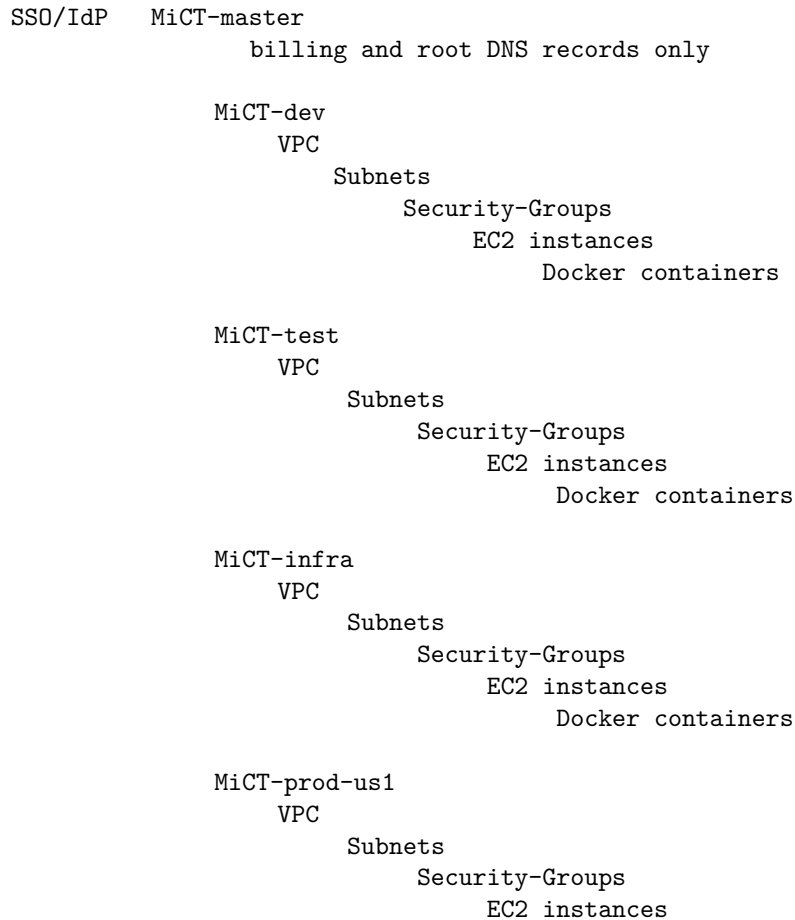 SSO/IdP MiCT-master
billing and root DNS records only
MiCT-dev
VPC
Subnets
Security-Groups
EC2 instances
Docker containers
MiCT-test
VPC
Subnets
Security-Groups
EC2 instances
Docker containers
MiCT-infra
VPC
Subnets
Security-Groups
EC2 instances
Docker containers
MiCT-prod-us1
VPC
Subnets
Security-Groups
EC2 instances